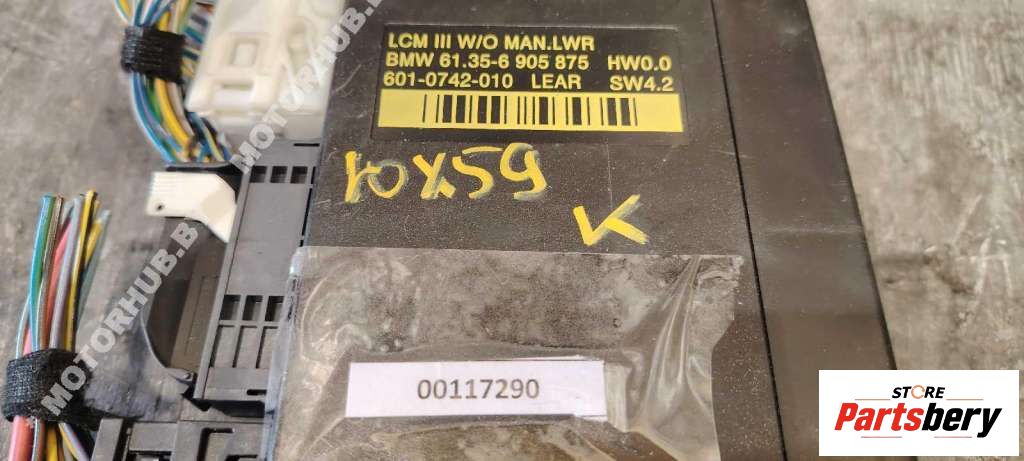 LCM III W/O MAN.LWR
BMW 61.35-6 905 875 HW0.0
601-0742-010 LEAR SW4.2
10X59
K
00117290
MOTORHUB.B
MOTORHUB.B
STORE
Partsbery